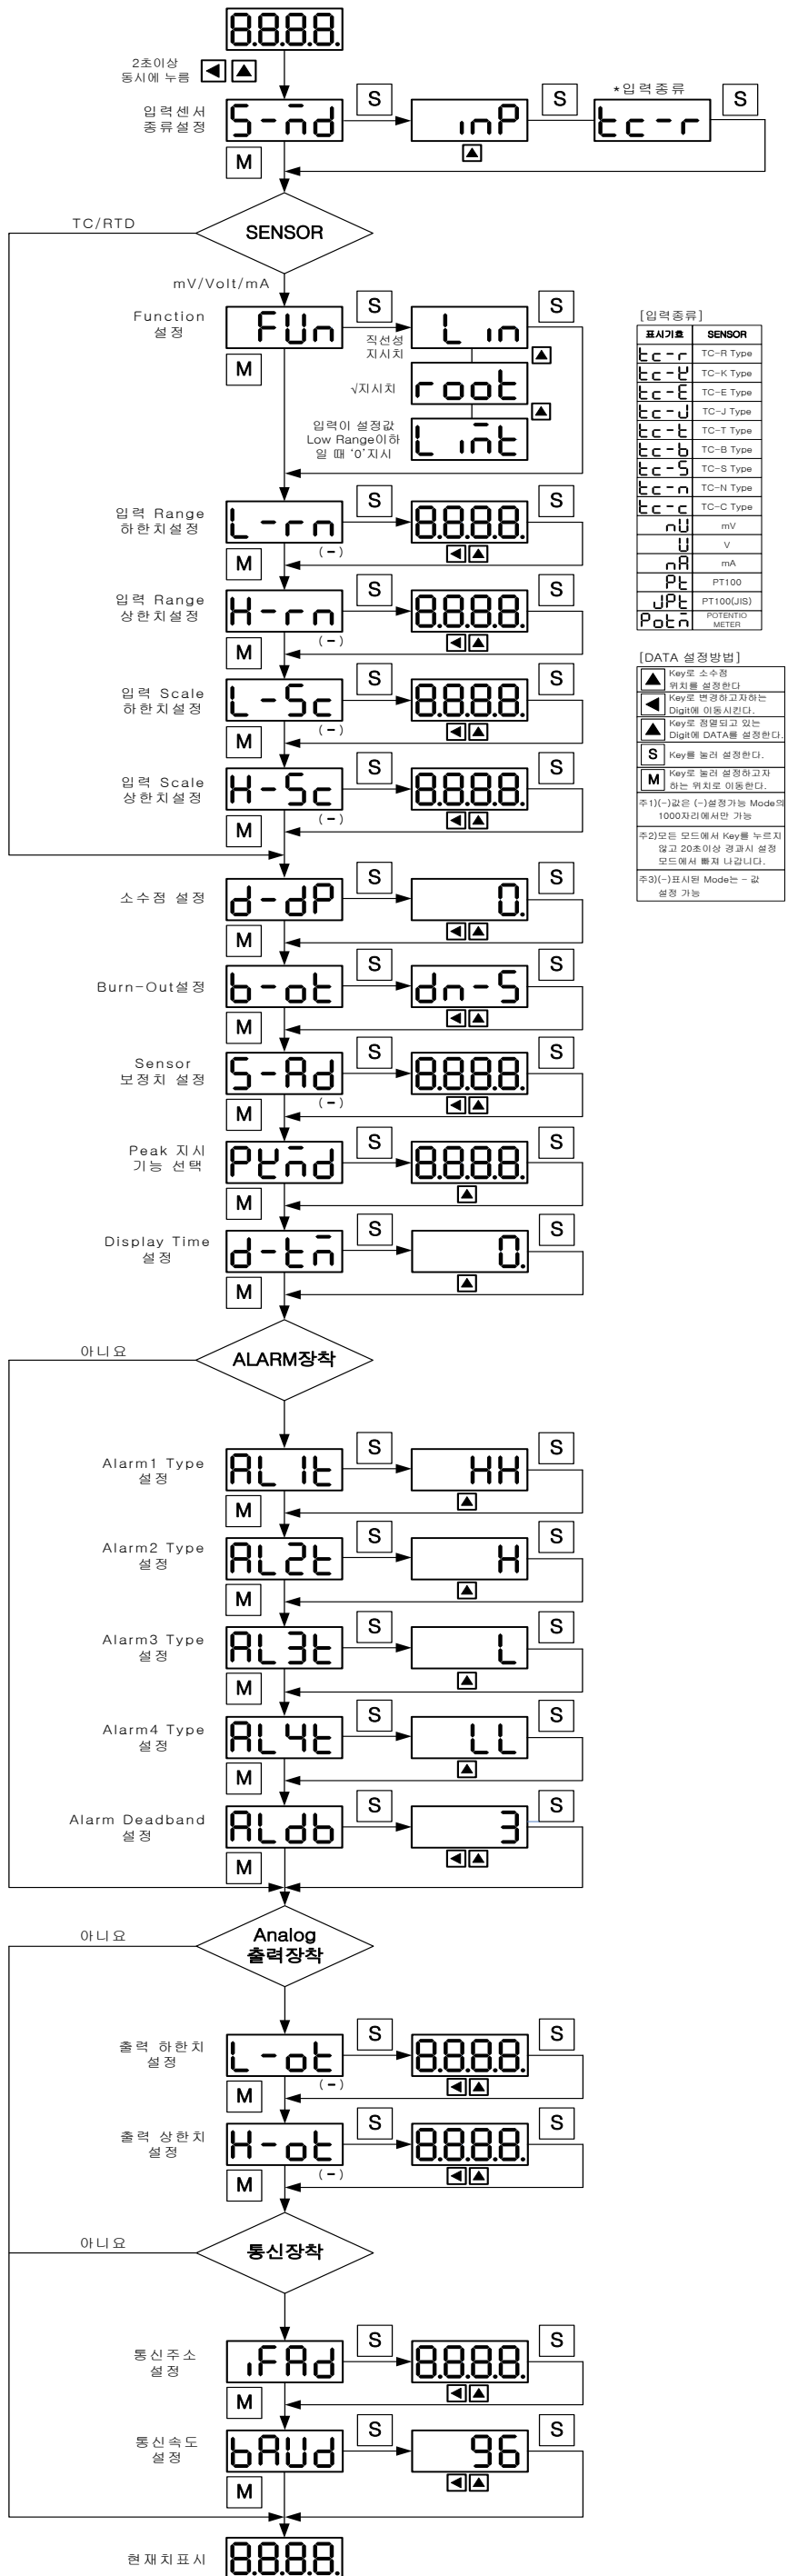 8.8.8.8.
2초이상
동시에 누름
◀ ▲
입력센서
종류설정
S-md
S
inP
S
*입력종류
tc-r
S
▲
M
TC/RTD
SENSOR
mV/Volt/mA
Function
설정
FUn
S
Lin
S
직선성
지시치
▲
M
√지시치
root
▲
입력이 설정값
Low Range이하
일 때 '0'지시
Limt
[입력종류]
표시기호 SENSOR
tc-r TC-R Type
tc-K TC-K Type
tc-E TC-E Type
tc-J TC-J Type
tc-t TC-T Type
tc-b TC-B Type
tc-S TC-S Type
tc-n TC-N Type
tc-c TC-C Type
nU mV
U V
nA mA
Pt PT100
JPt PT100(JIS)
Potm POTENTIO
METER
입력 Range
하한치설정
L-rn
S
8.8.8.8.
S
M
(-)
◀ ▲
입력 Range
상한치설정
H-rn
S
8.8.8.8.
S
M
(-)
◀ ▲
[DATA 설정방법]
▲ Key로 소수점
위치를 설정한다
◀ Key로 변경하고자하는
Digit에 이동시킨다.
▲ Key로 점멸되고 있는
Digit에 DATA를 설정한다.
S Key를 눌러 설정한다.
M Key로 눌러 설정하고자
하는 위치로 이동한다.
주1)(-)값은 (-)설정가능 Mode의
1000자리에서만 가능
주2)모든 모드에서 Key를 누르지
않고 20초이상 경과시 설정
모드에서 빠져 나갑니다.
주3)(-)표시된 Mode는 - 값
설정 가능
입력 Scale
하한치설정
L-Sc
S
8.8.8.8.
S
M
(-)
◀ ▲
입력 Scale
상한치설정
H-Sc
S
8.8.8.8.
S
M
(-)
◀ ▲
소수점 설정
d-dP
S
0.
S
M
◀ ▲
Burn-Out설정
b-ot
S
dn-S
S
M
◀ ▲
Sensor
보정치 설정
S-Ad
S
8.8.8.8.
S
M
(-)
◀ ▲
Peak 지시
기능 선택
PKmd
S
8.8.8.8.
S
M
▲
Display Time
설정
d-tm
S
0.
S
M
▲
아니요
ALARM장착
Alarm1 Type
설정
AL1t
S
HH
S
M
▲
Alarm2 Type
설정
AL2t
S
H
S
M
▲
Alarm3 Type
설정
AL3t
S
L
S
M
▲
Alarm4 Type
설정
AL4t
S
LL
S
M
▲
Alarm Deadband
설정
ALdb
S
3
S
M
◀ ▲
아니요
Analog
출력장착
출력 하한치
설정
L-ot
S
8.8.8.8.
S
M
(-)
◀ ▲
출력 상한치
설정
H-ot
S
8.8.8.8.
S
M
(-)
◀ ▲
아니요
통신장착
통신주소
설정
iFAd
S
8.8.8.8.
S
M
◀ ▲
통신속도
설정
bAUd
S
96
S
M
◀ ▲
현재치표시
8.8.8.8.